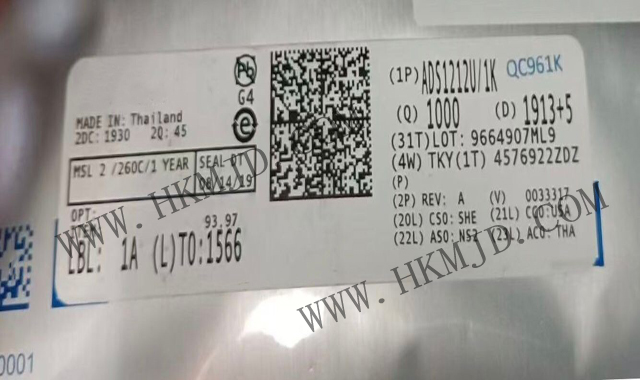 Pb
G4
e
MADE IN: Thailand
2DC: 1930 2Q: 45
MSL 2 /260C/1 YEAR
SEAL DT
08/14/19
OPT:
ITEM:
93.97
LBL: 1A (L)TO:1566
(1P) ADS1212U/1K QC961K
(Q) 1000 (D) 1913+5
(31T)LOT: 9664907ML9
(4W) TKY(1T) 4576922ZDZ
(P)
(2P) REV: A (V) 0033317
(20L) CSO: SHE (21L) CCO:USA
(22L) ASO: NS2 (23L) ACO: THA
WWW.HKMJD.COM
WWW.HKMJD.COM
0001